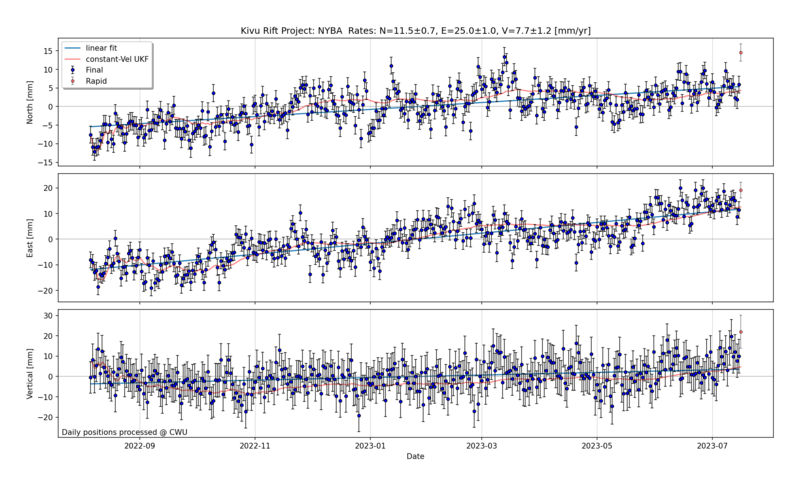 Kivu Rift Project: NYBA Rates: N=11.5±0.7, E=25.0±1.0, V=7.7±1.2 [mm/yr]
linear fit
constant-Vel UKF
Final
Rapid
North [mm]
15
10
5
0
−5
−10
−15
East [mm]
20
10
0
−10
−20
Vertical [mm]
30
20
10
0
−10
−20
Daily positions processed @ CWU
2022-09
2022-11
2023-01
2023-03
2023-05
2023-07
Date